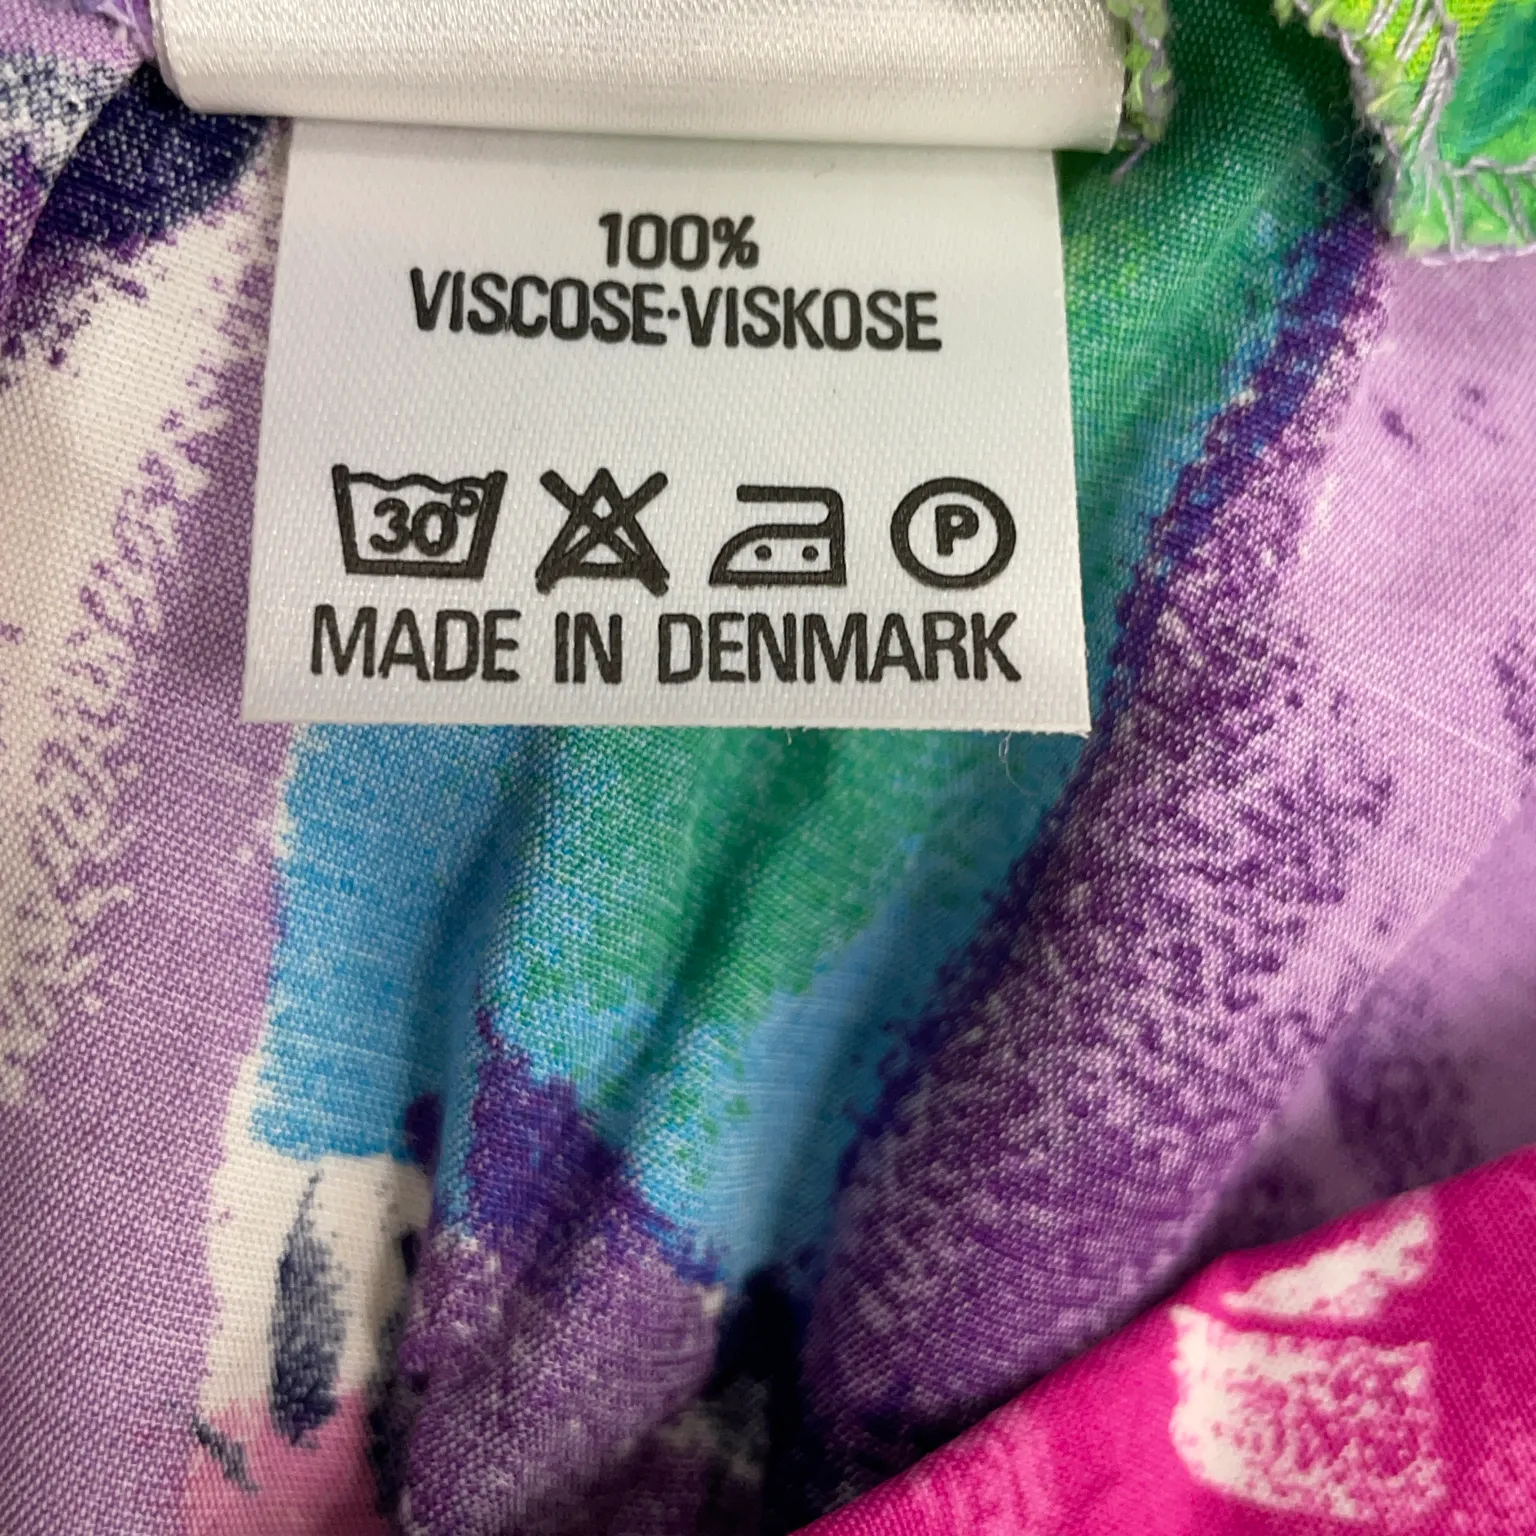 100%
VISCOSE·VISKOSE
30°
P
MADE IN DENMARK